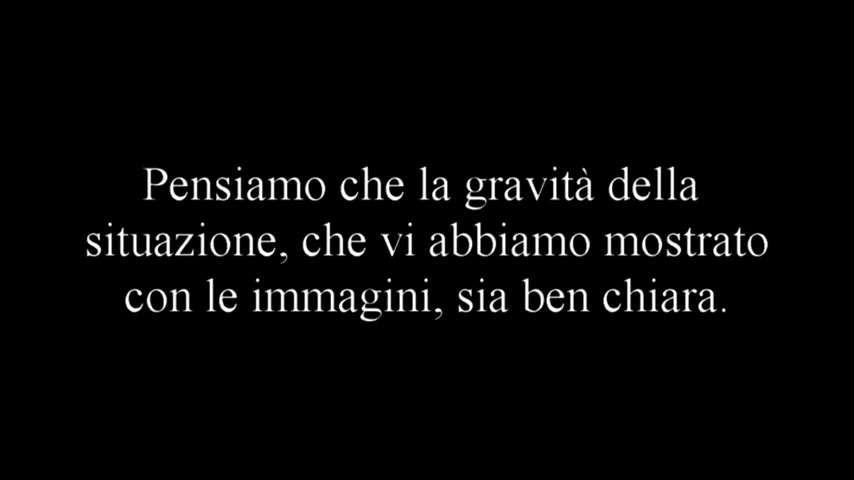 Pensiamo che la gravità della
situazione, che vi abbiamo mostrato
con le immagini, sia ben chiara.